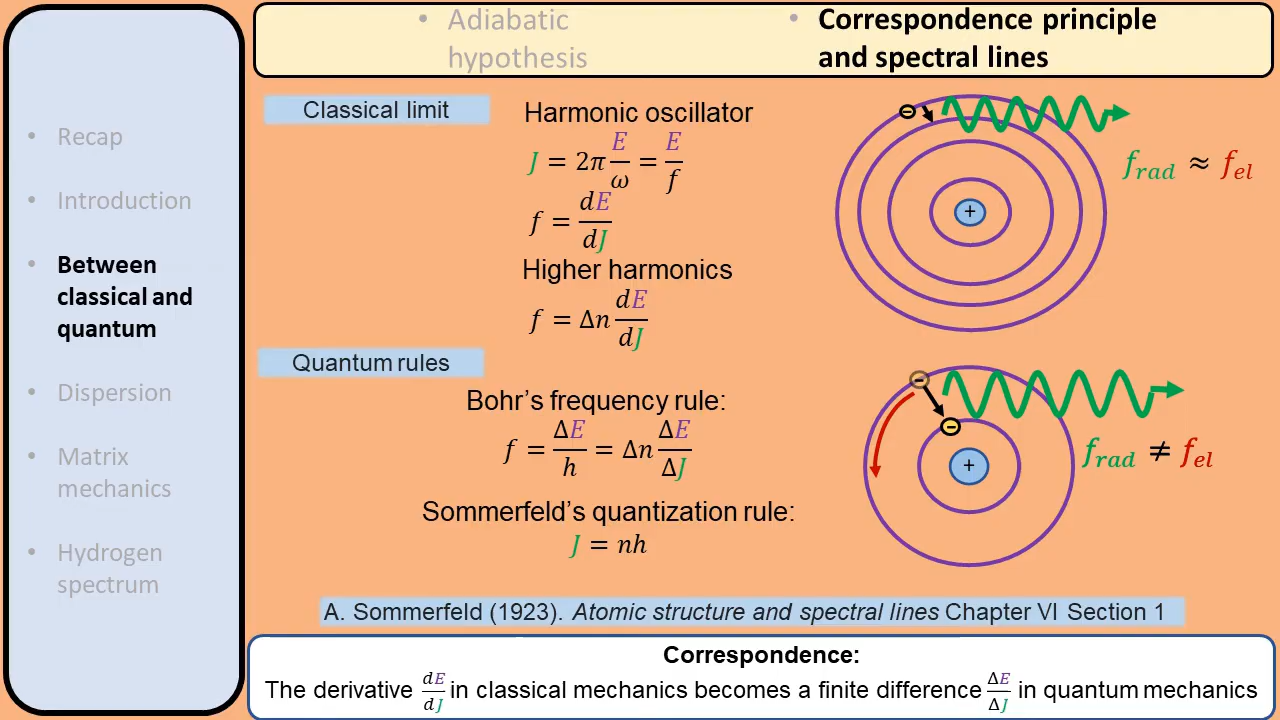 • Adiabatic
hypothesis
• Correspondence principle
and spectral lines
• Recap
• Introduction
• Between
classical and
quantum
• Dispersion
• Matrix
mechanics
• Hydrogen
spectrum
Classical limit
Harmonic oscillator
J = 2π E/ω = E/f
f = dE/dJ
Higher harmonics
f = Δn dE/dJ
f_rad ≈ f_el
+
−
Quantum rules
Bohr’s frequency rule:
f = ΔE/h = Δn ΔE/ΔJ
Sommerfeld’s quantization rule:
J = nh
−
−
+
f_rad ≠ f_el
A. Sommerfeld (1923). Atomic structure and spectral lines Chapter VI Section 1
Correspondence:
The derivative dE/dJ in classical mechanics becomes a finite difference ΔE/ΔJ in quantum mechanics